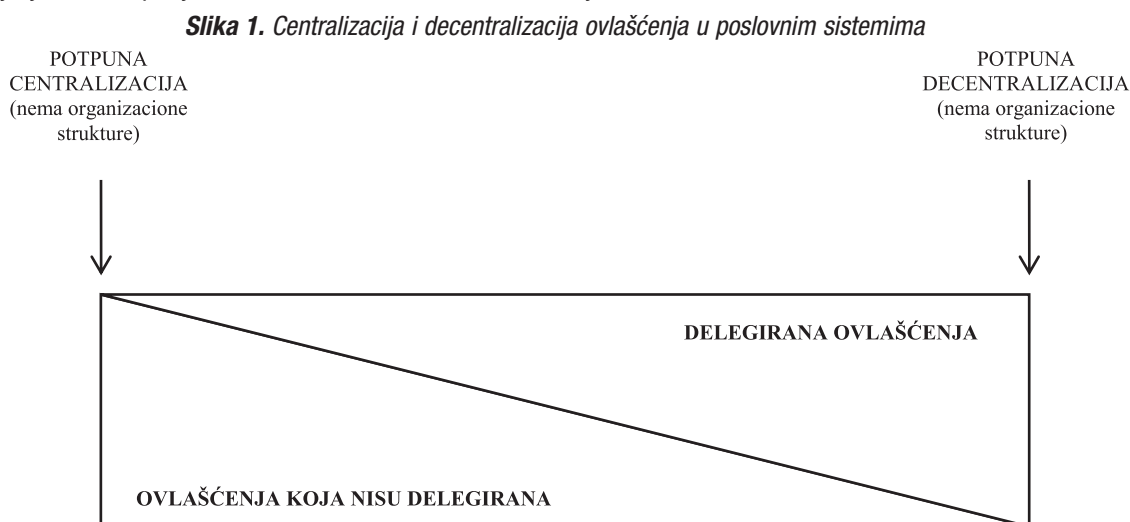 Slika 1. Centralizacija i decentralizacija ovlašćenja u poslovnim sistemima
POTPUNA
CENTRALIZACIJA
(nema organizacione
strukture)
POTPUNA
DECENTRALIZACIJA
(nema organizacione
strukture)
DELEGIRANA OVLAŠĆENJA
OVLAŠĆENJA KOJA NISU DELEGIRANA